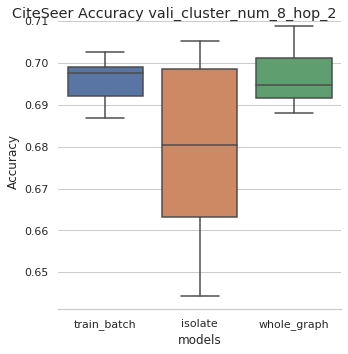 CiteSeer Accuracy vali_cluster_num_8_hop_2
0.71
0.70
0.69
0.68
0.67
0.66
0.65
Accuracy
train_batch isolate whole_graph
models